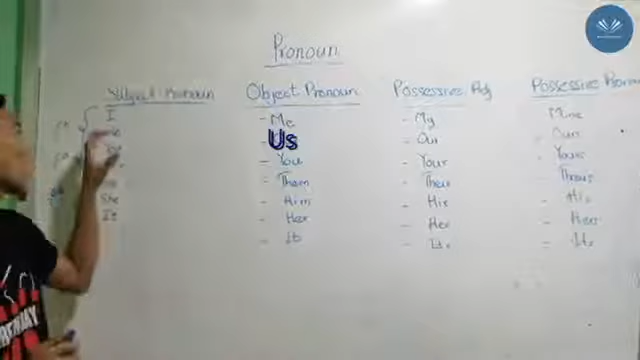 Pronoun
Subject Pronoun Object Pronoun Possessive Adj Possessive
I - Me - My Mine
Us - Our - Ours
- You - Your - Yours
- Them - Their - Theirs
- Him - His - His
She - Her - Her - Hers
It - It - Its - Its